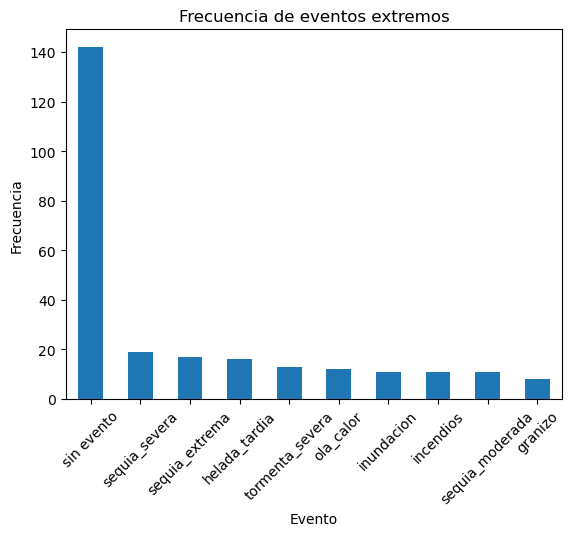 Frecuencia de eventos extremos
140
120
100
80
60
40
20
0
Frecuencia
sin evento
sequia_severa
sequia_extrema
helada_tardia
tormenta_severa
ola_calor
inundacion
incendios
sequia_moderada
granizo
Evento